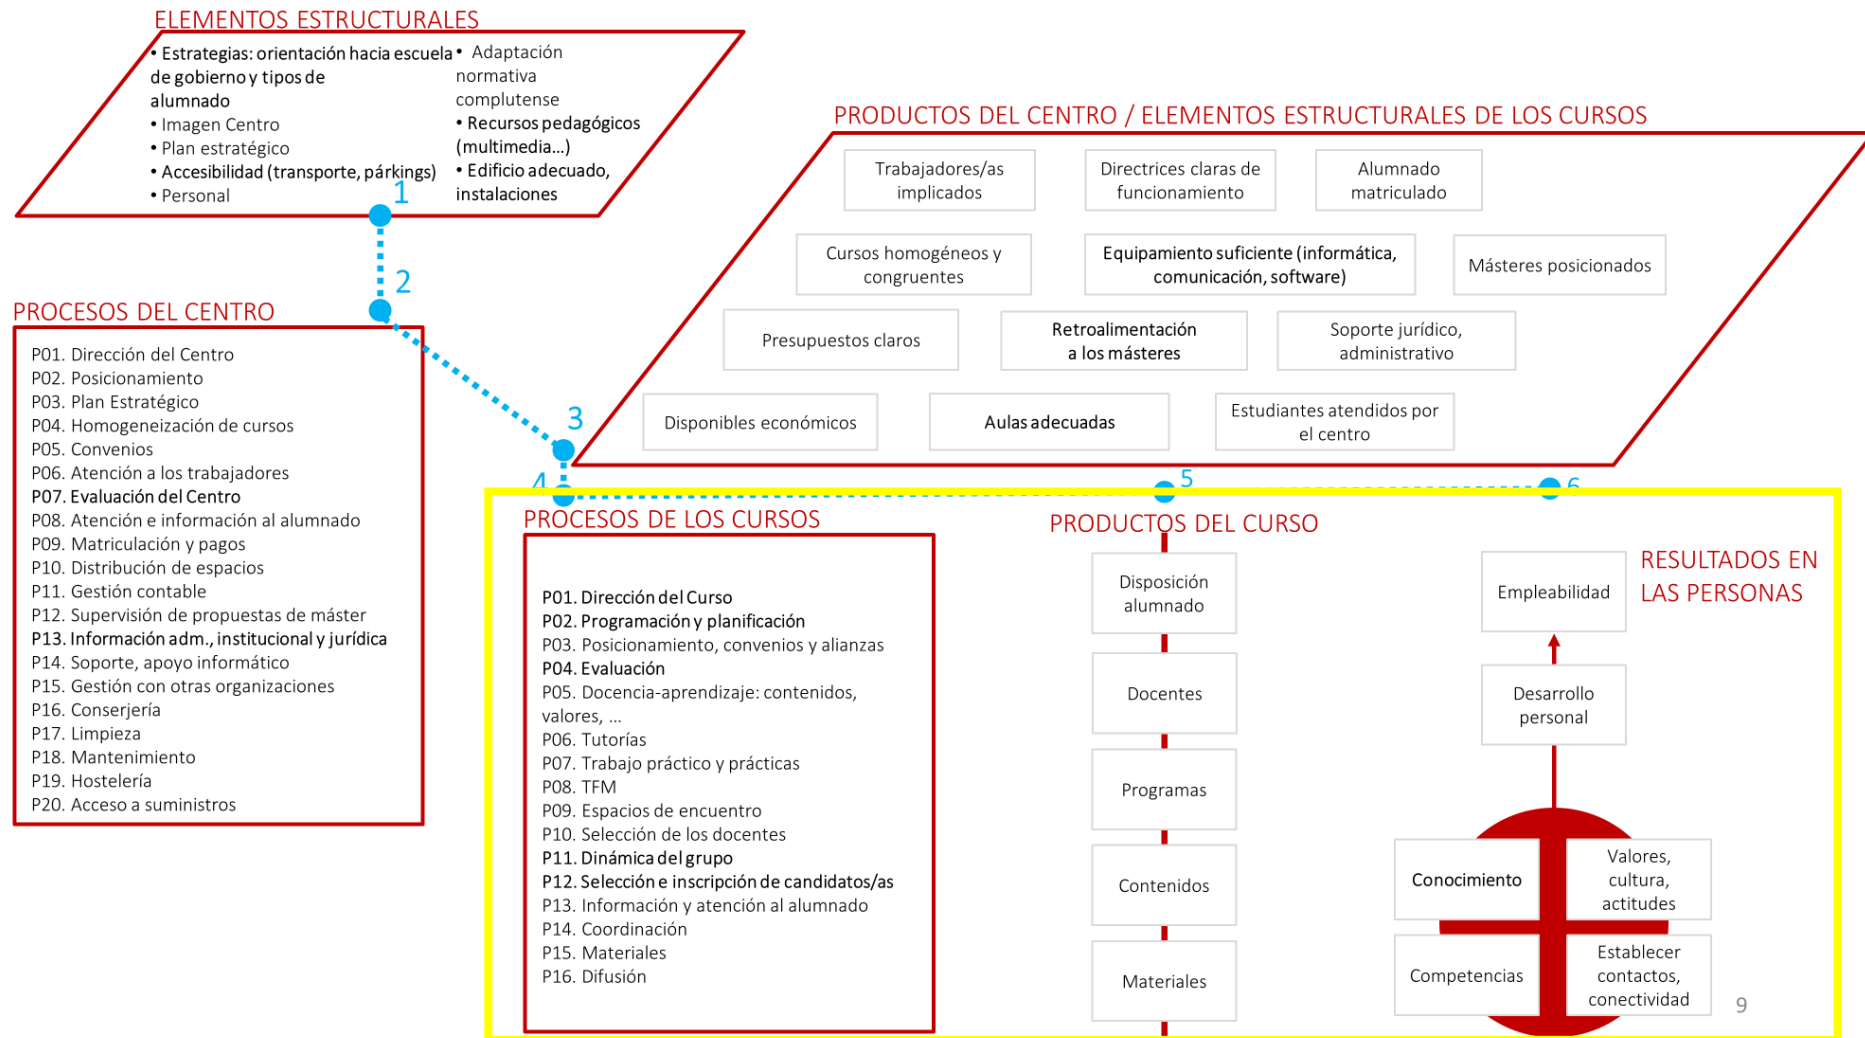 ELEMENTOS ESTRUCTURALES
• Estrategias: orientación hacia escuela
de gobierno y tipos de
alumnado
• Imagen Centro
• Plan estratégico
• Accesibilidad (transporte, párkings)
• Personal
• Adaptación
normativa
complutense
• Recursos pedagógicos
(multimedia...)
• Edificio adecuado,
instalaciones
1
2
PROCESOS DEL CENTRO
P01. Dirección del Centro
P02. Posicionamiento
P03. Plan Estratégico
P04. Homogeneización de cursos
P05. Convenios
P06. Atención a los trabajadores
P07. Evaluación del Centro
P08. Atención e información al alumnado
P09. Matriculación y pagos
P10. Distribución de espacios
P11. Gestión contable
P12. Supervisión de propuestas de máster
P13. Información adm., institucional y jurídica
P14. Soporte, apoyo informático
P15. Gestión con otras organizaciones
P16. Conserjería
P17. Limpieza
P18. Mantenimiento
P19. Hostelería
P20. Acceso a suministros
3
PRODUCTOS DEL CENTRO / ELEMENTOS ESTRUCTURALES DE LOS CURSOS
Trabajadores/as
implicados
Directrices claras de
funcionamiento
Alumnado
matriculado
Cursos homogéneos y
congruentes
Equipamiento suficiente (informática,
comunicación, software)
Másteres posicionados
Presupuestos claros
Retroalimentación
a los másteres
Soporte jurídico,
administrativo
Disponibles económicos
Aulas adecuadas
Estudiantes atendidos por
el centro
4
PROCESOS DE LOS CURSOS
P01. Dirección del Curso
P02. Programación y planificación
P03. Posicionamiento, convenios y alianzas
P04. Evaluación
P05. Docencia-aprendizaje: contenidos,
valores, ...
P06. Tutorías
P07. Trabajo práctico y prácticas
P08. TFM
P09. Espacios de encuentro
P10. Selección de los docentes
P11. Dinámica del grupo
P12. Selección e inscripción de candidatos/as
P13. Información y atención al alumnado
P14. Coordinación
P15. Materiales
P16. Difusión
5
PRODUCTOS DEL CURSO
Disposición
alumnado
Docentes
Programas
Contenidos
Materiales
6
RESULTADOS EN
LAS PERSONAS
Empleabilidad
Desarrollo
personal
Conocimiento
Valores,
cultura,
actitudes
Competencias
Establecer
contactos,
conectividad
9